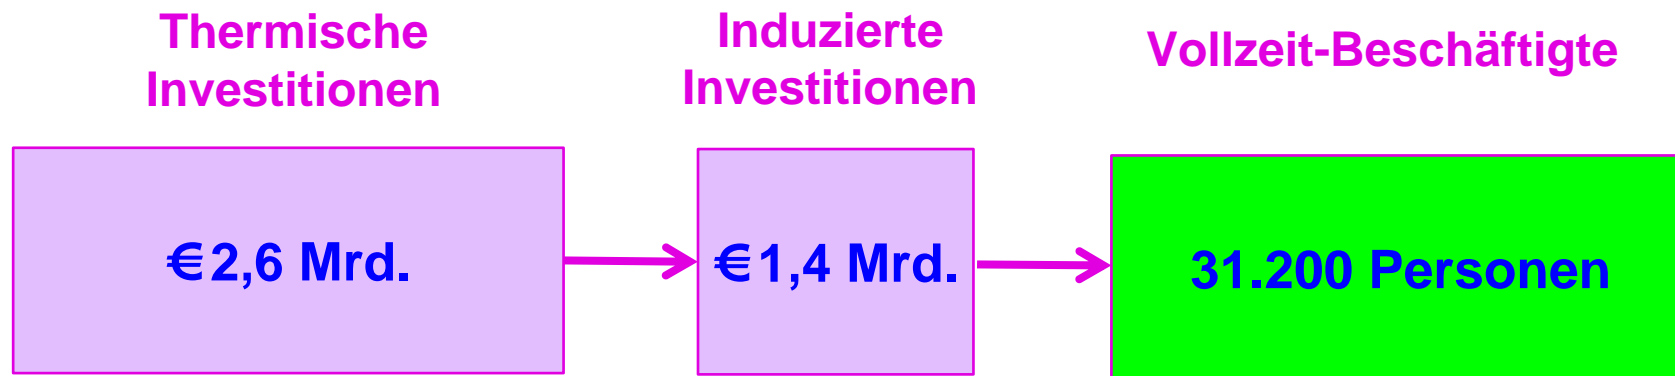 Thermische
Investitionen
Induzierte
Investitionen
Vollzeit-Beschäftigte
€2,6 Mrd.
€1,4 Mrd.
31.200 Personen